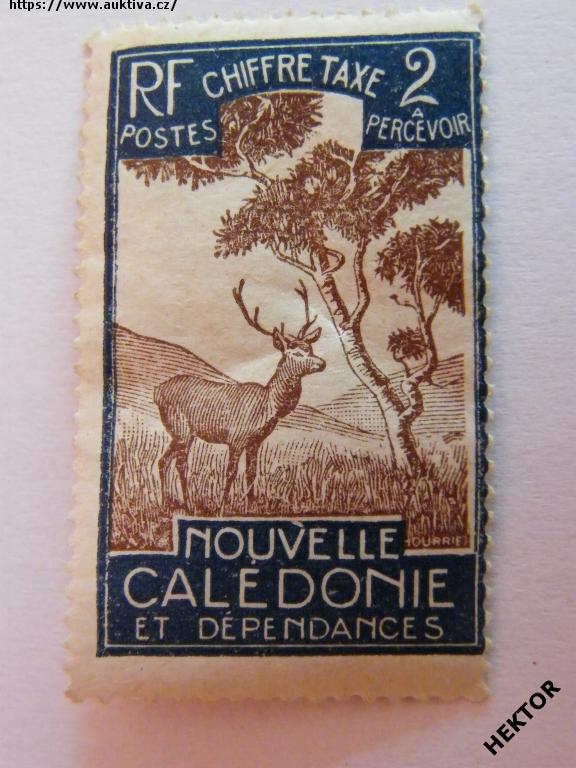 https://www.auktiva.cz/
RF CHIFFRE TAXE 2
POSTES À PERCEVOIR
NOUVELLE
CALÉDONIE
ET DÉPENDANCES
HEKTOR